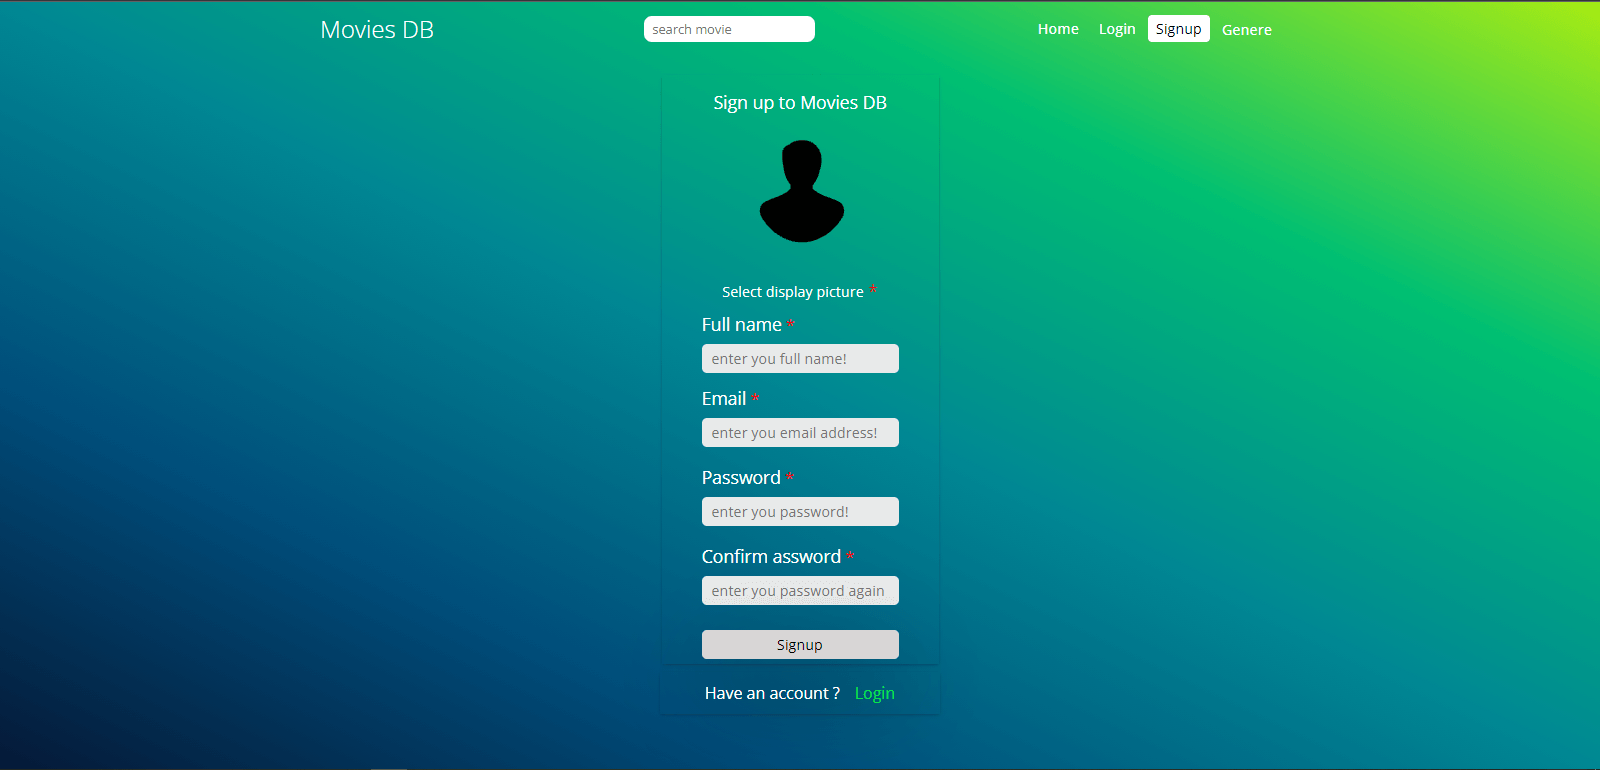 Movies DB
search movie
Home Login Signup Genere
Sign up to Movies DB
Select display picture *
Full name *
enter you full name!
Email *
enter you email address!
Password *
enter you password!
Confirm assword *
enter you password again
Signup
Have an account ? Login